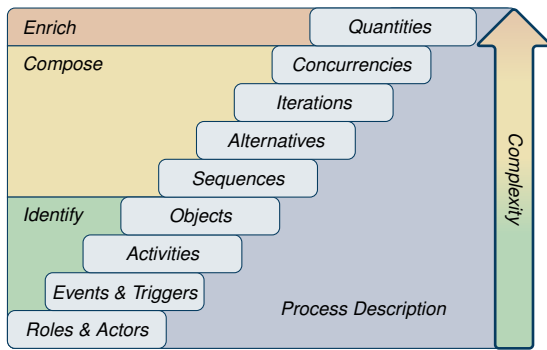 Enrich
Quantities
Compose
Concurrencies
Iterations
Alternatives
Sequences
Identify
Objects
Activities
Events & Triggers
Roles & Actors
Process Description
Complexity